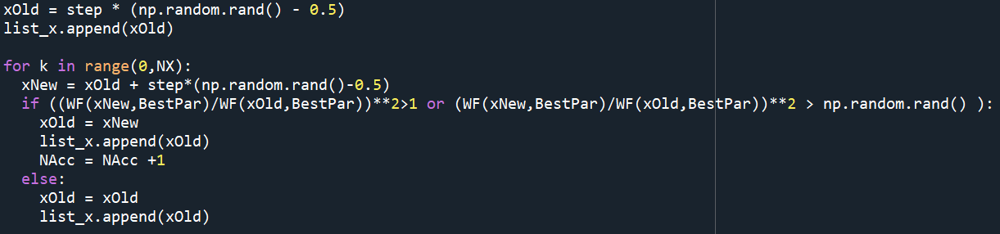 xOld = step * (np.random.rand() - 0.5)
list_x.append(xOld)

for k in range(0,NX):
  xNew = xOld + step*(np.random.rand()-0.5)
  if ((WF(xNew,BestPar)/WF(xOld,BestPar))**2>1 or (WF(xNew,BestPar)/WF(xOld,BestPar))**2 > np.random.rand() ):
    xOld = xNew
    list_x.append(xOld)
    NAcc = NAcc +1
  else:
    xOld = xOld
    list_x.append(xOld)